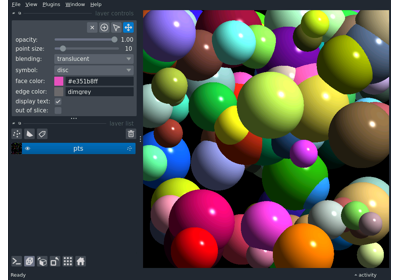 File View Plugins Window Help
layer controls
opacity: 1.00
point size: 10
blending: translucent
symbol: disc
face color: #e351b8ff
edge color: dimgrey
display text:
out of slice:
layer list
pts
Ready
activity